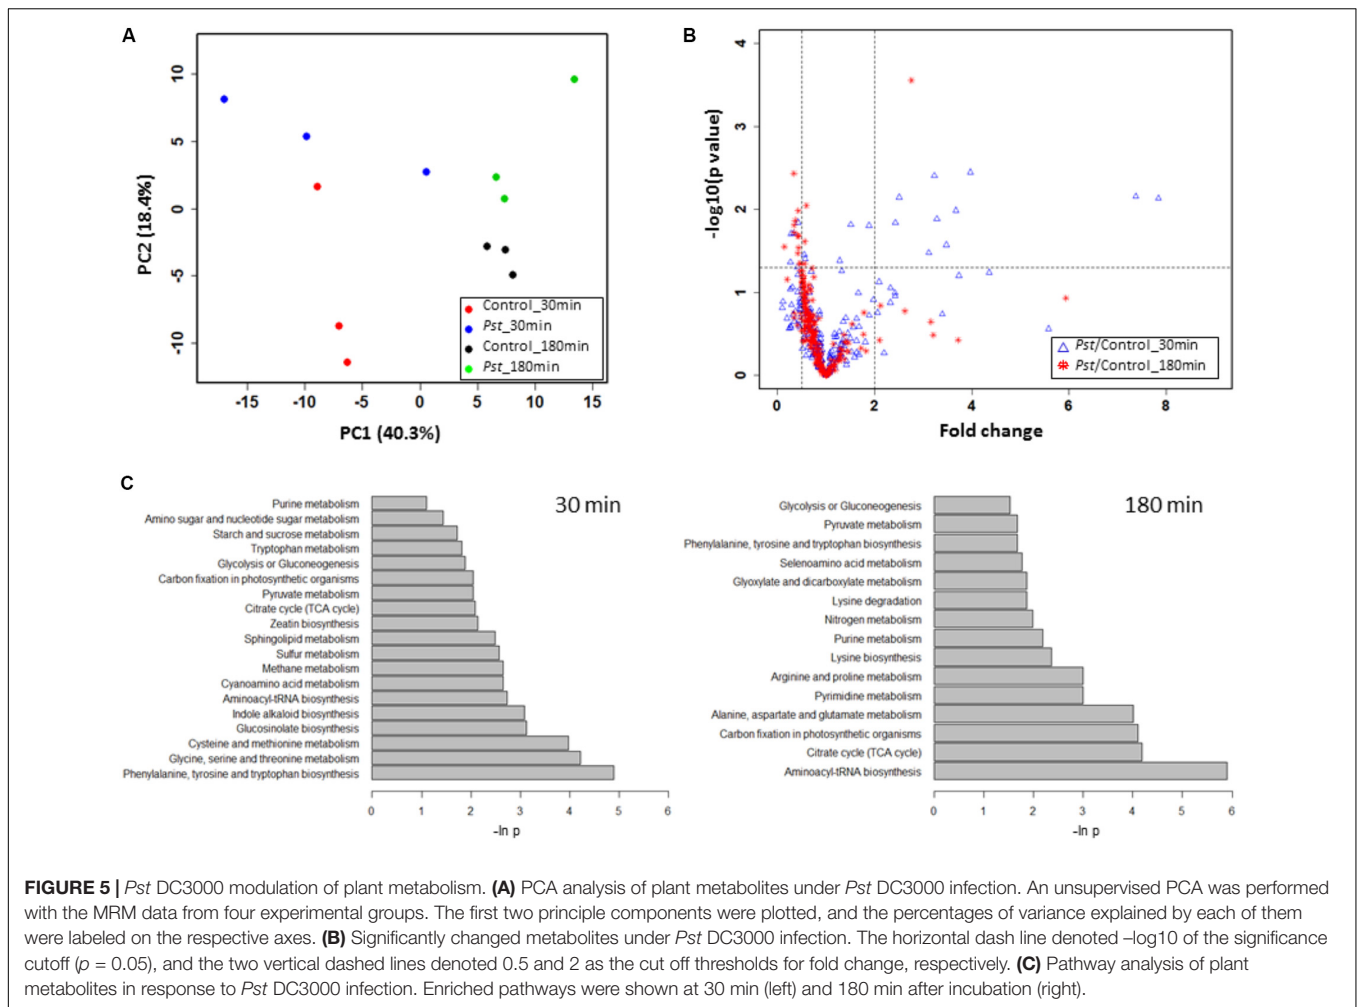 A
PC2 (18.4%)
10
5
0
-5
-10
-15
-10
-5
0
5
10
15
PC1 (40.3%)
Control_30min
Pst_30min
Control_180min
Pst_180min
B
-log10(p value)
4
3
2
1
0
0
2
4
6
8
Fold change
Pst/Control_30min
Pst/Control_180min
C
30 min
Purine metabolism
Amino sugar and nucleotide sugar metabolism
Starch and sucrose metabolism
Tryptophan metabolism
Glycolysis or Gluconeogenesis
Carbon fixation in photosynthetic organisms
Pyruvate metabolism
Citrate cycle (TCA cycle)
Zeatin biosynthesis
Sphingolipid metabolism
Sulfur metabolism
Methane metabolism
Cyanoamino acid metabolism
Aminoacyl-tRNA biosynthesis
Indole alkaloid biosynthesis
Glucosinolate biosynthesis
Cysteine and methionine metabolism
Glycine, serine and threonine metabolism
Phenylalanine, tyrosine and tryptophan biosynthesis
0 1 2 3 4 5 6
-ln p
180 min
Glycolysis or Gluconeogenesis
Pyruvate metabolism
Phenylalanine, tyrosine and tryptophan biosynthesis
Selenoamino acid metabolism
Glyoxylate and dicarboxylate metabolism
Lysine degradation
Nitrogen metabolism
Purine metabolism
Lysine biosynthesis
Arginine and proline metabolism
Pyrimidine metabolism
Alanine, aspartate and glutamate metabolism
Carbon fixation in photosynthetic organisms
Citrate cycle (TCA cycle)
Aminoacyl-tRNA biosynthesis
0 1 2 3 4 5 6
-ln p
FIGURE 5 | Pst DC3000 modulation of plant metabolism. (A) PCA analysis of plant metabolites under Pst DC3000 infection. An unsupervised PCA was performed
with the MRM data from four experimental groups. The first two principle components were plotted, and the percentages of variance explained by each of them
were labeled on the respective axes. (B) Significantly changed metabolites under Pst DC3000 infection. The horizontal dash line denoted –log10 of the significance
cutoff (p = 0.05), and the two vertical dashed lines denoted 0.5 and 2 as the cut off thresholds for fold change, respectively. (C) Pathway analysis of plant
metabolites in response to Pst DC3000 infection. Enriched pathways were shown at 30 min (left) and 180 min after incubation (right).